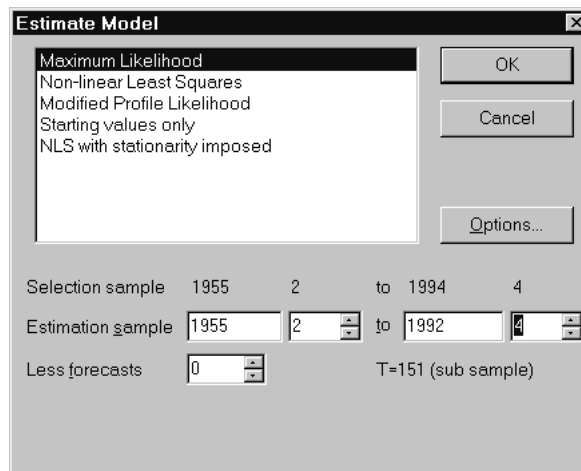 Estimate Model
Maximum Likelihood
Non-linear Least Squares
Modified Profile Likelihood
Starting values only
NLS with stationarity imposed
OK
Cancel
Options...
Selection sample 1955 2 to 1994 4
Estimation sample 1955 2 to 1992 4
Less forecasts 0 T=151 (sub sample)